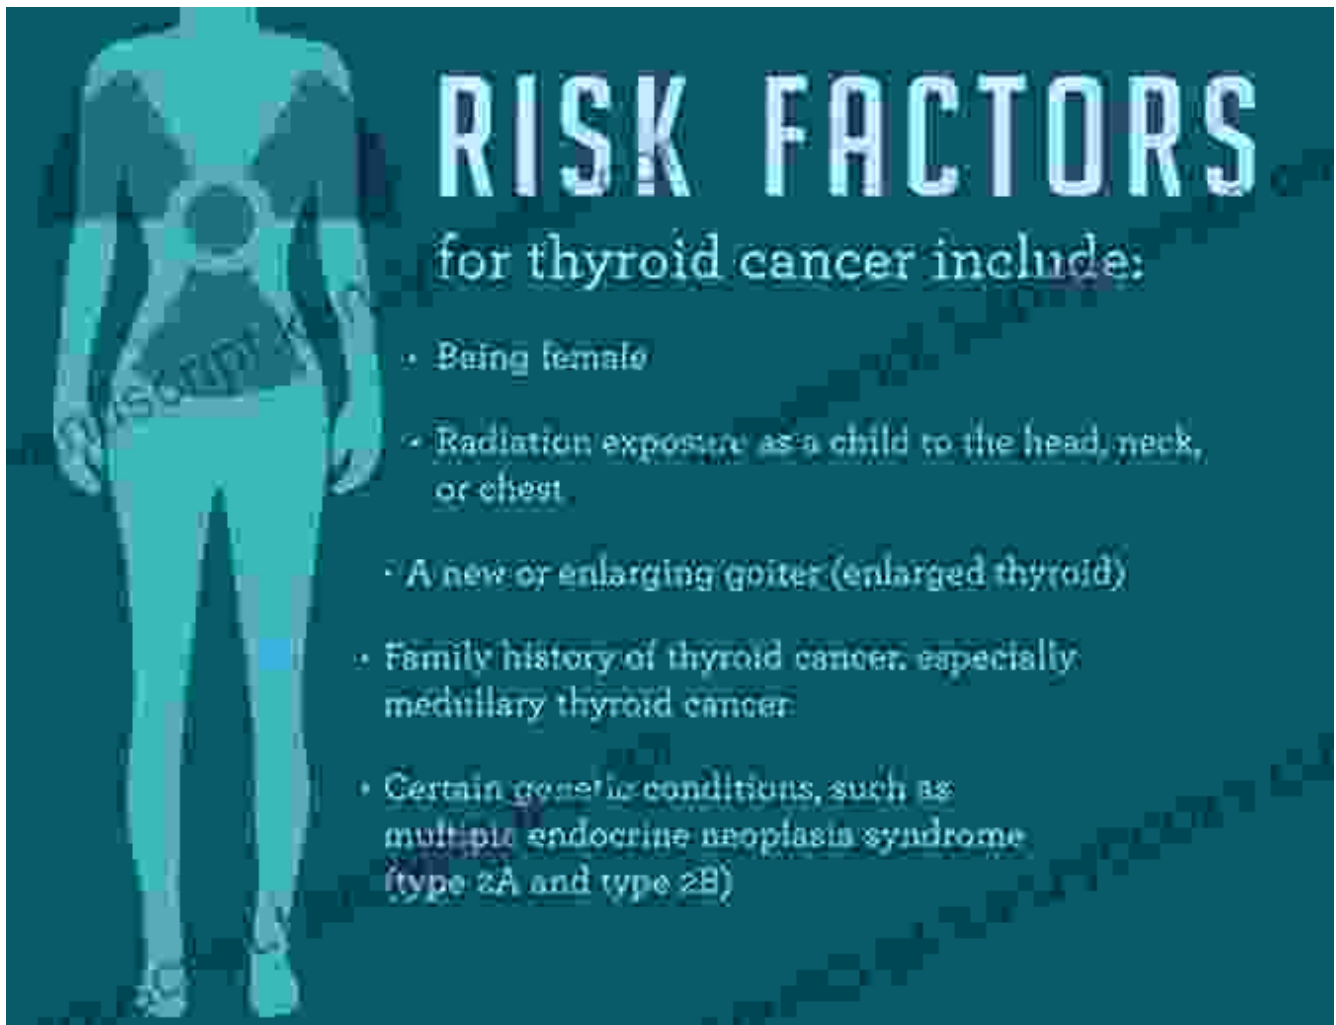 RISK FACTORS
for thyroid cancer include:
• Being female
• Radiation exposure as a child to the head, neck,
or chest
• A new or enlarging goiter (enlarged thyroid)
• Family history of thyroid cancer, especially
medullary thyroid cancer
• Certain genetic conditions, such as
multiple endocrine neoplasia syndrome
(type 2A and type 2B)